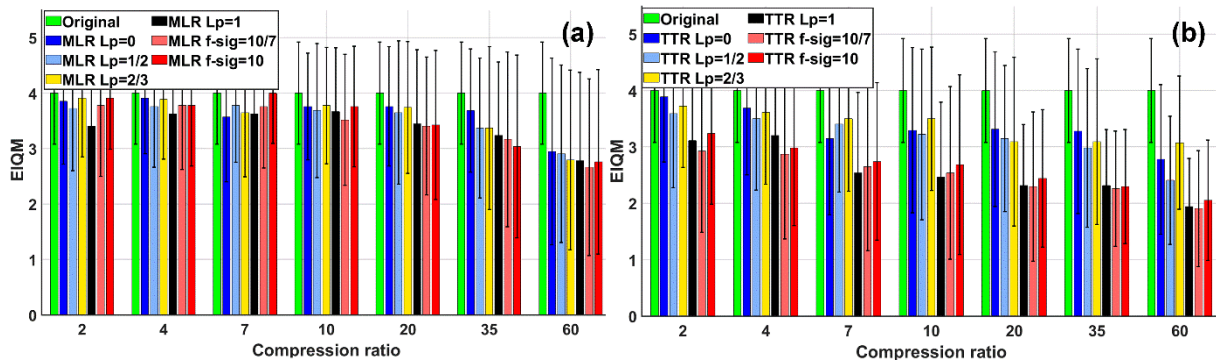 (a)
Original
MLR Lp=1
MLR Lp=0
MLR f-sig=10/7
MLR Lp=1/2
MLR f-sig=10
MLR Lp=2/3
EIQM
5
4
3
2
1
0
2 4 7 10 20 35 60
Compression ratio
(b)
Original
TTR Lp=1
TTR Lp=0
TTR f-sig=10/7
TTR Lp=1/2
TTR f-sig=10
TTR Lp=2/3
EIQM
5
4
3
2
1
0
2 4 7 10 20 35 60
Compression ratio